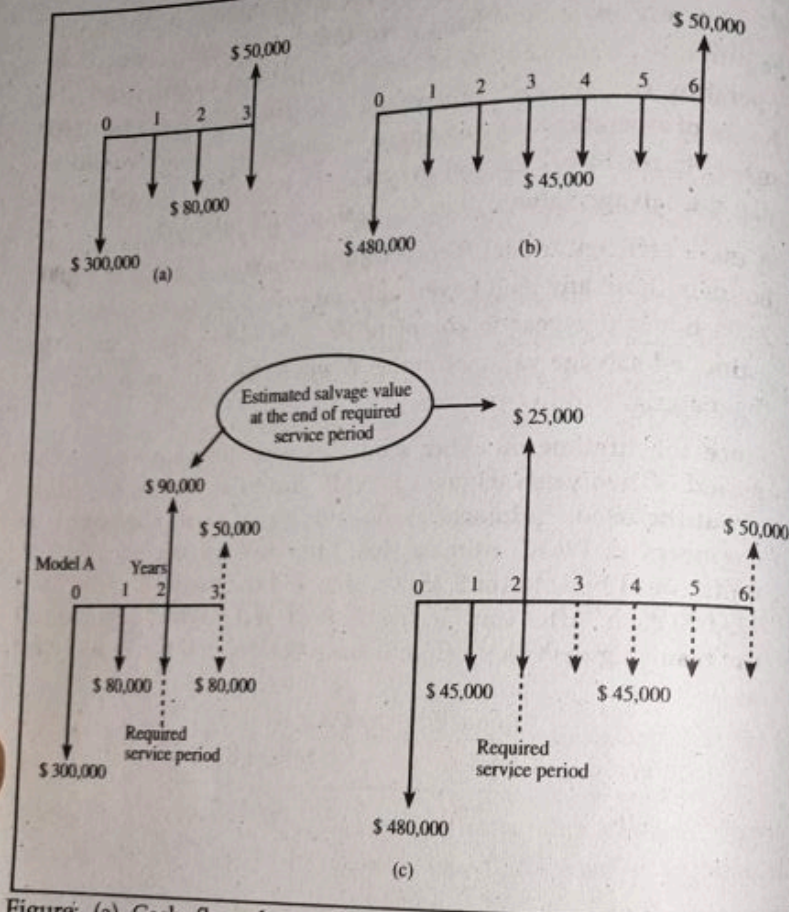 $ 50,000
0 1 2 3
$ 80,000
$ 300,000
(a)
$ 50,000
0 1 2 3 4 5 6
$ 45,000
$ 480,000
(b)
Estimated salvage value
at the end of required
service period
$ 90,000
$ 50,000
Model A
Years
0 1 2 3
$ 80,000 $ 80,000
Required
service period
$ 300,000
$ 25,000
$ 50,000
0 1 2 3 4 5 6
$ 45,000 $ 45,000
Required
service period
$ 480,000
(c)
Figure: (a) Cash